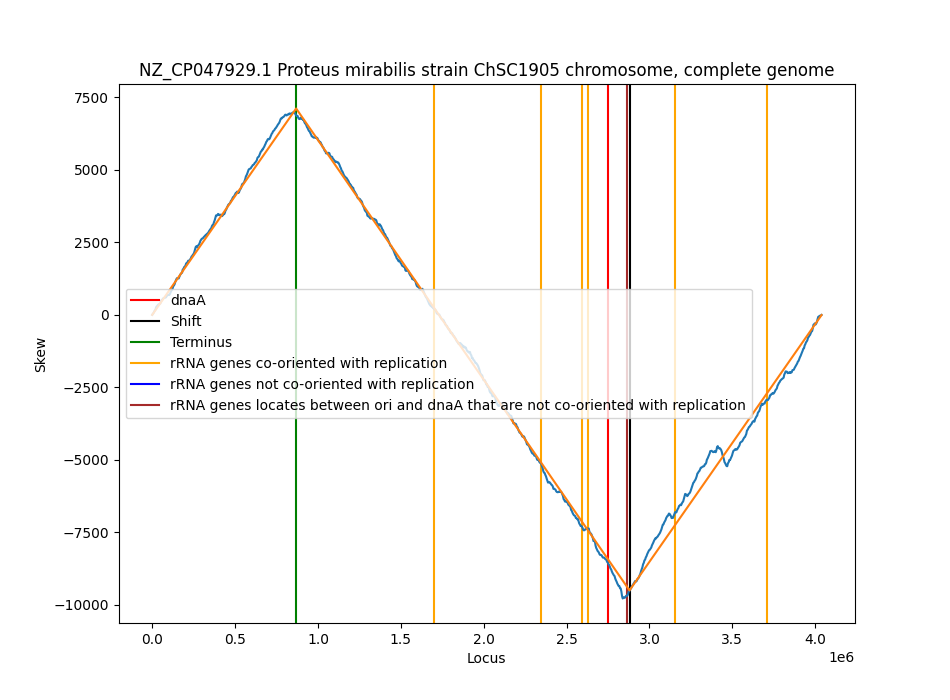 NZ_CP047929.1 Proteus mirabilis strain ChSC1905 chromosome, complete genome
7500
5000
2500
0
−2500
−5000
−7500
−10000
Skew
dnaA
Shift
Terminus
rRNA genes co-oriented with replication
rRNA genes not co-oriented with replication
rRNA genes locates between ori and dnaA that are not co-oriented with replication
0.0 0.5 1.0 1.5 2.0 2.5 3.0 3.5 4.0
Locus
1e6